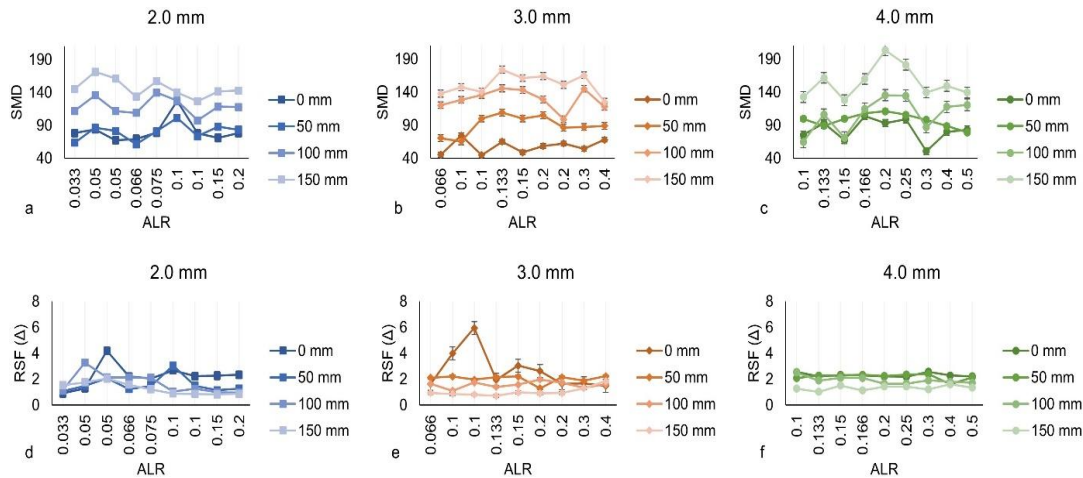 2.0 mm
SMD
190
140
90
40
0.033
0.05
0.05
0.066
0.075
0.1
0.1
0.15
0.2
ALR
0 mm
50 mm
100 mm
150 mm
a
3.0 mm
SMD
190
140
90
40
0.066
0.1
0.1
0.133
0.15
0.2
0.2
0.3
0.4
ALR
0 mm
50 mm
100 mm
150 mm
b
4.0 mm
SMD
190
140
90
40
0.1
0.133
0.15
0.166
0.2
0.25
0.3
0.4
0.5
ALR
0 mm
50 mm
100 mm
150 mm
c
2.0 mm
RSF (Δ)
8
6
4
2
0
0.033
0.05
0.05
0.066
0.075
0.1
0.1
0.15
0.2
ALR
0 mm
50 mm
100 mm
150 mm
d
3.0 mm
RSF (Δ)
8
6
4
2
0
0.066
0.1
0.1
0.133
0.15
0.2
0.2
0.3
0.4
ALR
0 mm
50 mm
100 mm
150 mm
e
4.0 mm
RSF (Δ)
8
6
4
2
0
0.1
0.133
0.15
0.166
0.2
0.25
0.3
0.4
0.5
ALR
0 mm
50 mm
100 mm
150 mm
f